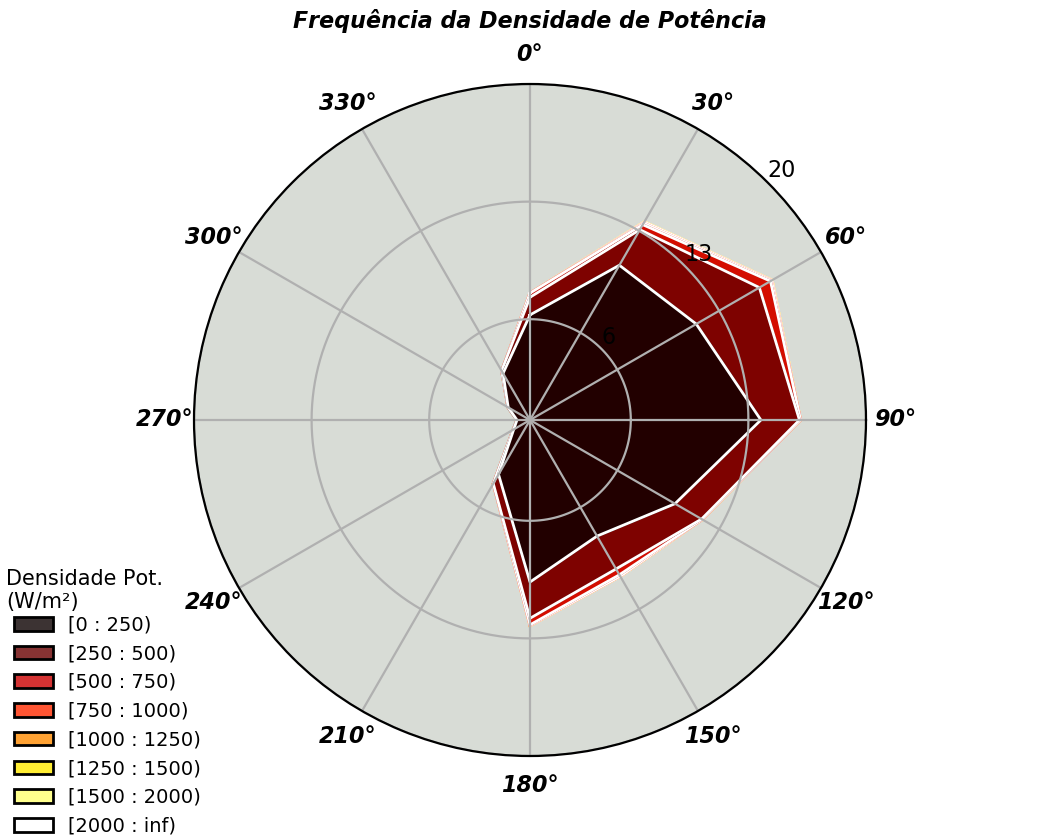 Frequência da Densidade de Potência
0°
330°
30°
20
300°
60°
13
6
270°
90°
240°
120°
210°
150°
180°
Densidade Pot.
(W/m²)
[0 : 250)
[250 : 500)
[500 : 750)
[750 : 1000)
[1000 : 1250)
[1250 : 1500)
[1500 : 2000)
[2000 : inf)